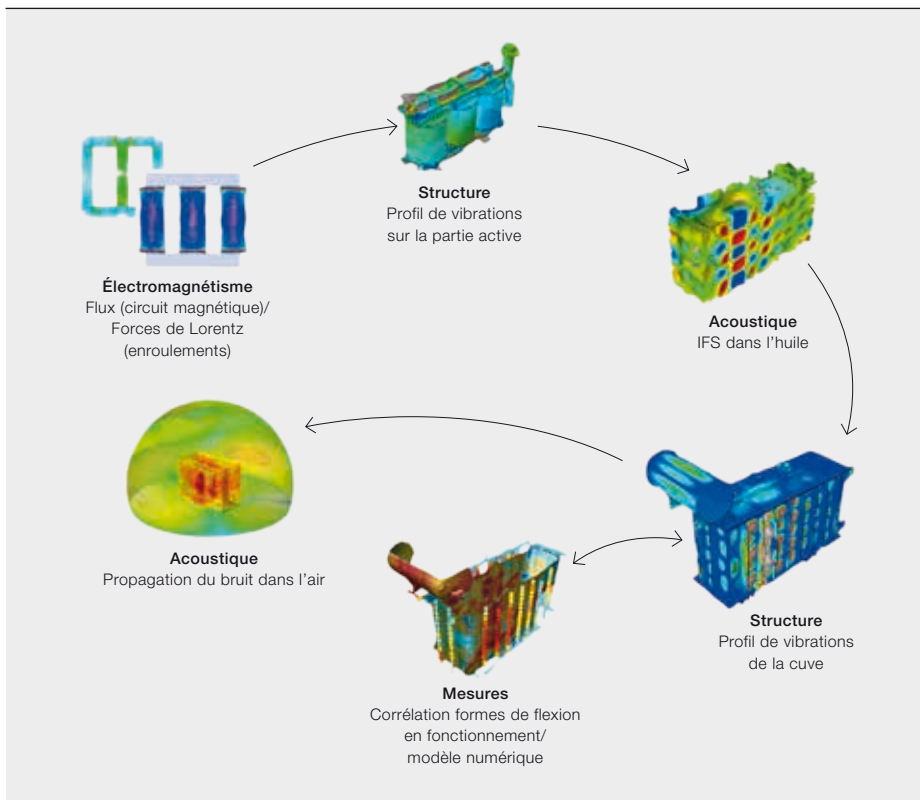 Structure
Profil de vibrations
sur la partie active
Électromagnétisme
Flux (circuit magnétique)/
Forces de Lorentz
(enroulements)
Acoustique
IFS dans l'huile
Acoustique
Propagation du bruit dans l'air
Structure
Profil de vibrations
de la cuve
Mesures
Corrélation formes de flexion
en fonctionnement/
modèle numérique